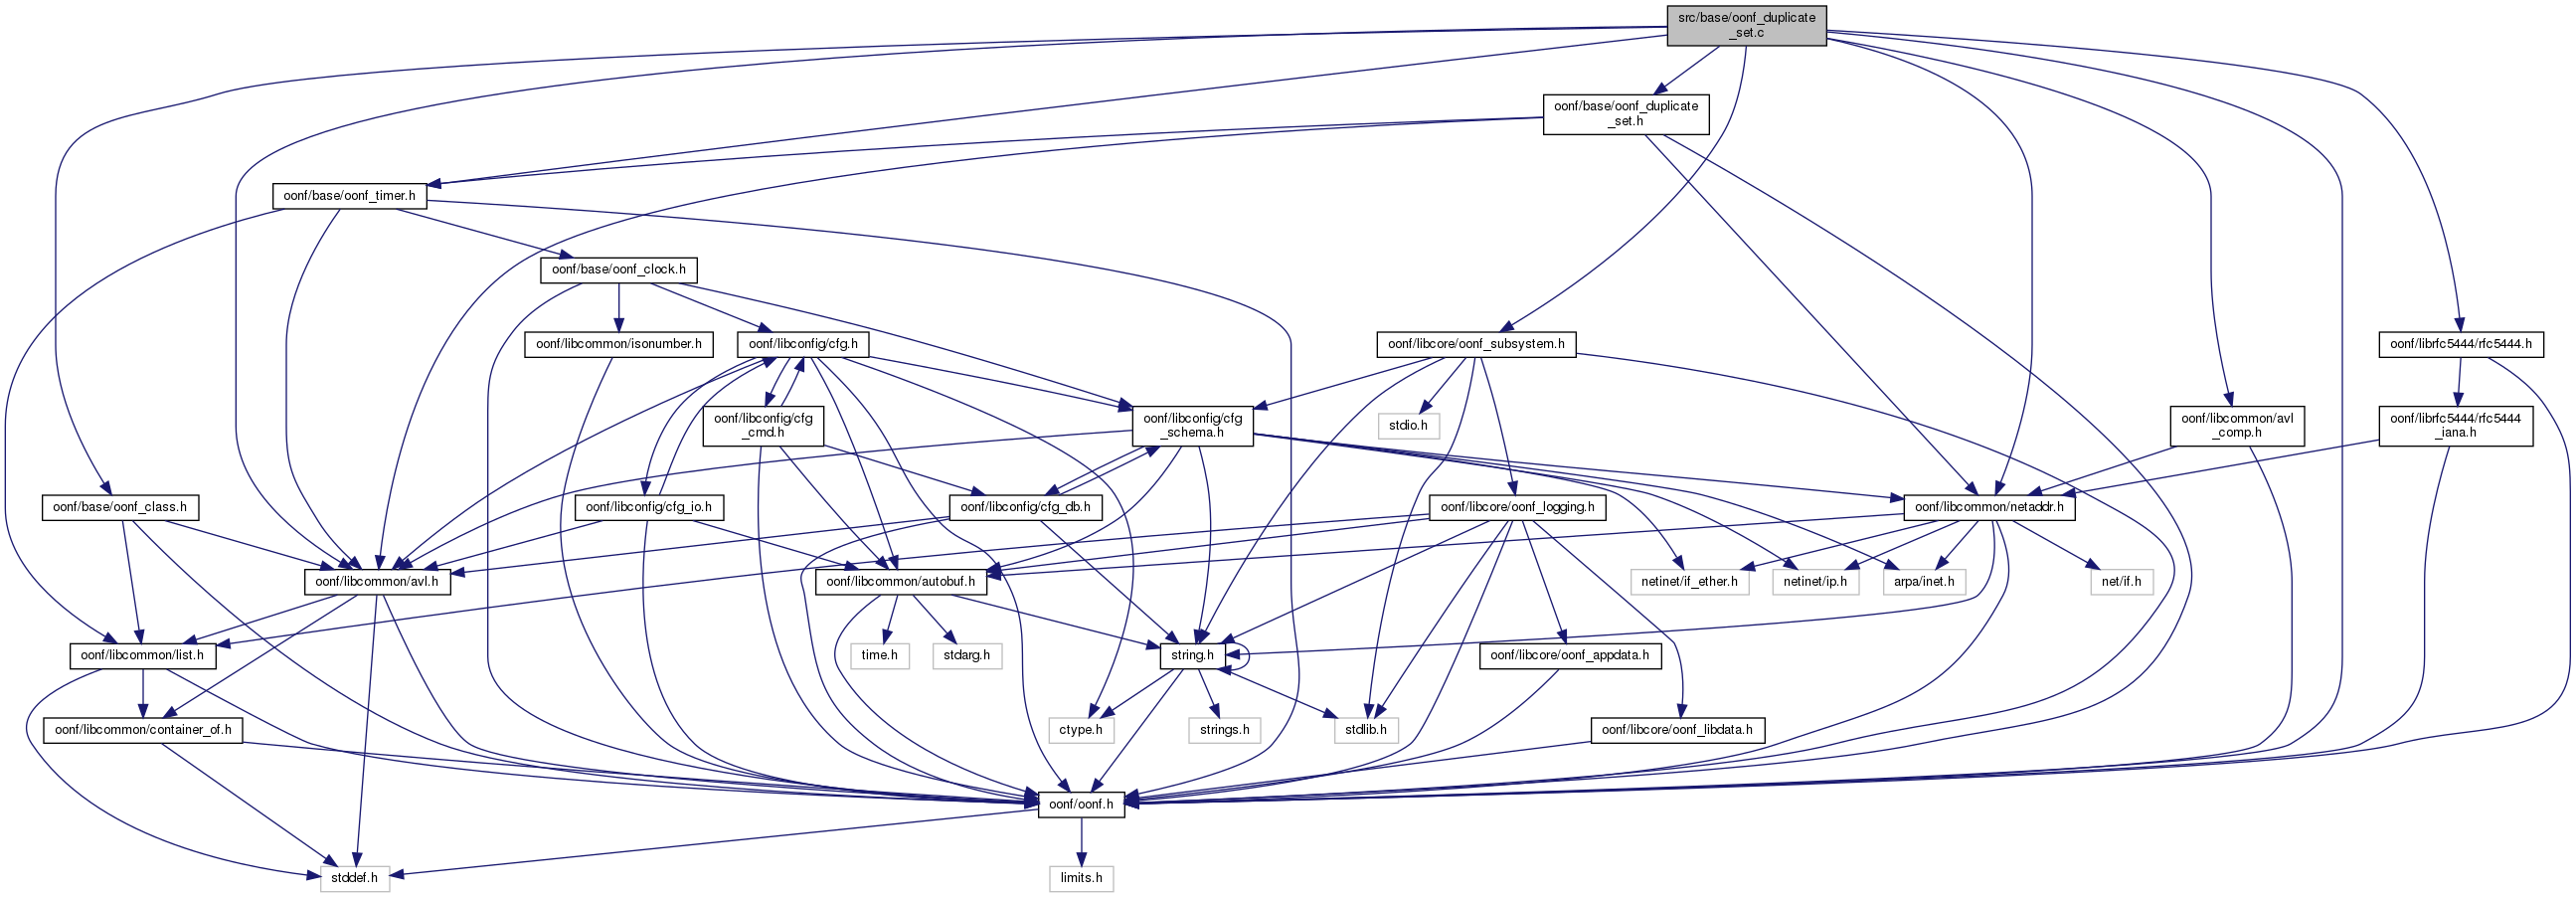 src/base/oonf_duplicate
_set.c
oonf/base/oonf_duplicate
_set.h
oonf/base/oonf_timer.h
oonf/base/oonf_clock.h
oonf/libcommon/isonumber.h
oonf/libconfig/cfg.h
oonf/libcore/oonf_subsystem.h
oonf/librfc5444/rfc5444.h
oonf/libconfig/cfg
_cmd.h
oonf/libconfig/cfg
_schema.h
stdio.h
oonf/libcommon/avl
_comp.h
oonf/librfc5444/rfc5444
_iana.h
oonf/base/oonf_class.h
oonf/libconfig/cfg_io.h
oonf/libconfig/cfg_db.h
oonf/libcore/oonf_logging.h
oonf/libcommon/netaddr.h
oonf/libcommon/avl.h
oonf/libcommon/autobuf.h
netinet/if_ether.h
netinet/ip.h
arpa/inet.h
net/if.h
oonf/libcommon/list.h
time.h
stdarg.h
string.h
oonf/libcore/oonf_appdata.h
oonf/libcommon/container_of.h
ctype.h
strings.h
stdlib.h
oonf/libcore/oonf_libdata.h
oonf/oonf.h
stddef.h
limits.h